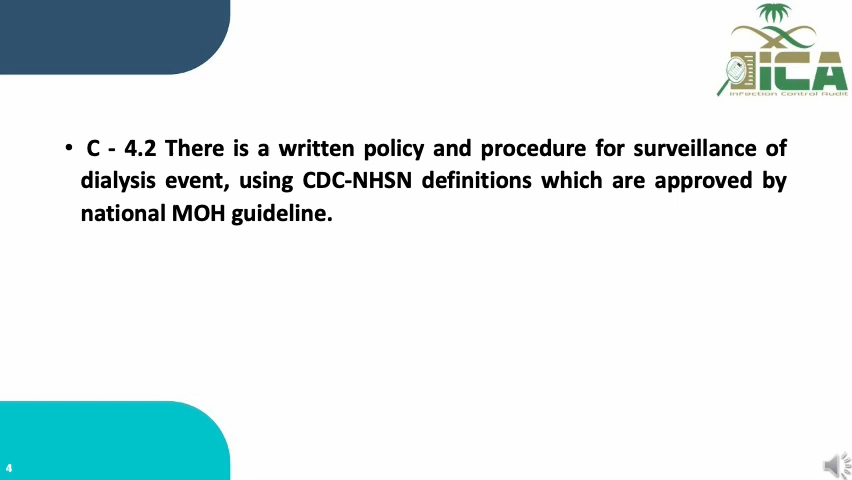 iCA
Infection Control Audit
• C - 4.2 There is a written policy and procedure for surveillance of
dialysis event, using CDC-NHSN definitions which are approved by
national MOH guideline.
4